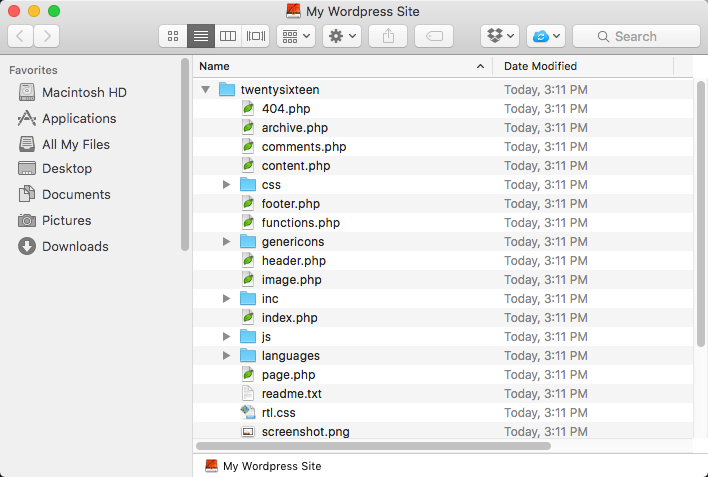 My Wordpress Site
Search
Favorites
Macintosh HD
Applications
All My Files
Desktop
Documents
Pictures
Downloads
Name Date Modified
twentysixteen Today, 3:11 PM
404.php Today, 3:11 PM
archive.php Today, 3:11 PM
comments.php Today, 3:11 PM
content.php Today, 3:11 PM
css Today, 3:11 PM
footer.php Today, 3:11 PM
functions.php Today, 3:11 PM
genericons Today, 3:11 PM
header.php Today, 3:11 PM
image.php Today, 3:11 PM
inc Today, 3:11 PM
index.php Today, 3:11 PM
js Today, 3:11 PM
languages Today, 3:11 PM
page.php Today, 3:11 PM
readme.txt Today, 3:11 PM
rtl.css Today, 3:11 PM
screenshot.png Today, 3:11 PM
My Wordpress Site